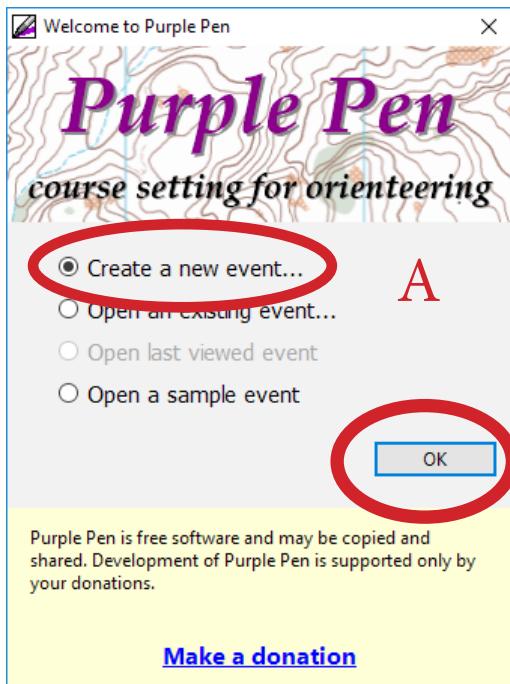 Welcome to Purple Pen
Purple Pen
course setting for orienteering
Create a new event...
A
Open an existing event...
Open last viewed event
Open a sample event
OK
Purple Pen is free software and may be copied and
shared. Development of Purple Pen is supported only by
your donations.
Make a donation